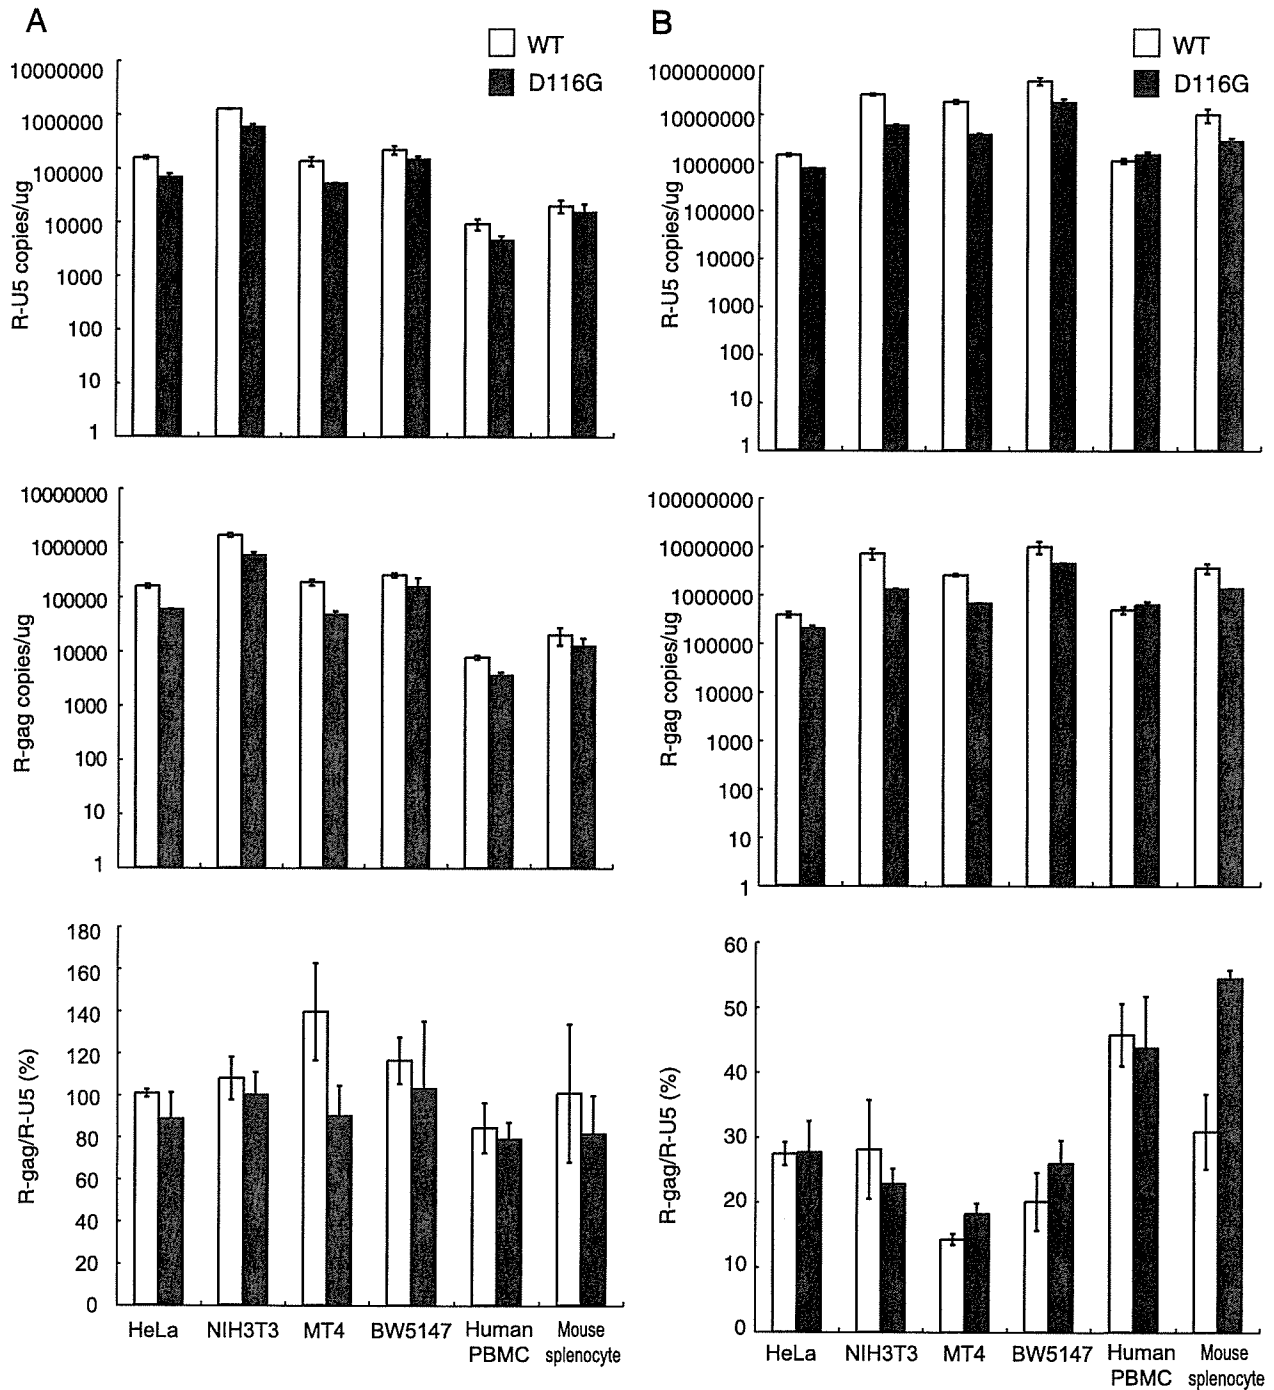 A
WT
D116G
10000000
1000000
100000
10000
1000
100
10
1
R-U5 copies/ug
B
WT
D116G
100000000
10000000
1000000
100000
10000
1000
100
10
1
R-U5 copies/ug
10000000
1000000
100000
10000
1000
100
10
1
R-gag copies/ug
100000000
10000000
1000000
100000
10000
1000
100
10
1
R-gag copies/ug
180
160
140
120
100
80
60
40
20
0
R-gag/R-U5 (%)
HeLa
NIH3T3
MT4
BW5147
Human
PBMC
Mouse
splenocyte
60
50
40
30
20
10
0
R-gag/R-U5 (%)
HeLa
NIH3T3
MT4
BW5147
Human
PBMC
Mouse
splenocyte